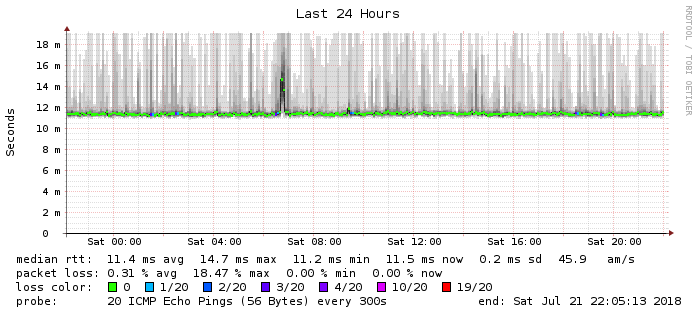 Last 24 Hours
RRDTOOL / TOBI OETIKER
Seconds
18 m
16 m
14 m
12 m
10 m
8 m
6 m
4 m
2 m
0
Sat 00:00 Sat 04:00 Sat 08:00 Sat 12:00 Sat 16:00 Sat 20:00
median rtt: 11.4 ms avg 14.7 ms max 11.2 ms min 11.5 ms now 0.2 ms sd 45.9 am/s
packet loss: 0.31 % avg 18.47 % max 0.00 % min 0.00 % now
loss color: 0 1/20 2/20 3/20 4/20 10/20 19/20
probe: 20 ICMP Echo Pings (56 Bytes) every 300s end: Sat Jul 21 22:05:13 2018